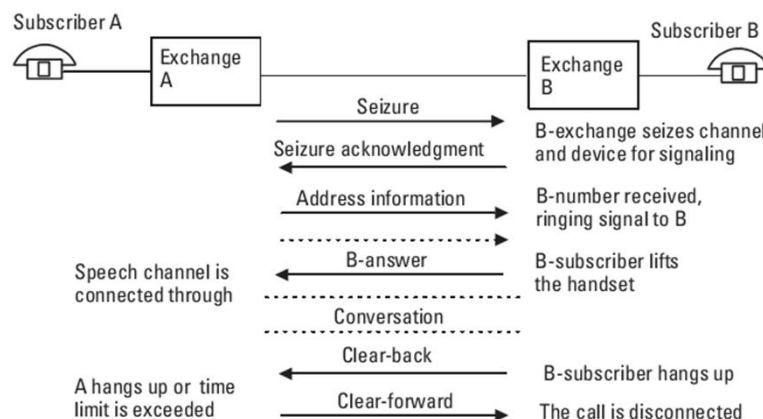 Subscriber A
Subscriber B
Exchange
A
Exchange
B
Seizure
B-exchange seizes channel
and device for signaling
Seizure acknowledgment
Address information
B-number received,
ringing signal to B
B-answer
B-subscriber lifts
the handset
Speech channel is
connected through
Conversation
Clear-back
B-subscriber hangs up
A hangs up or time
limit is exceeded
Clear-forward
The call is disconnected